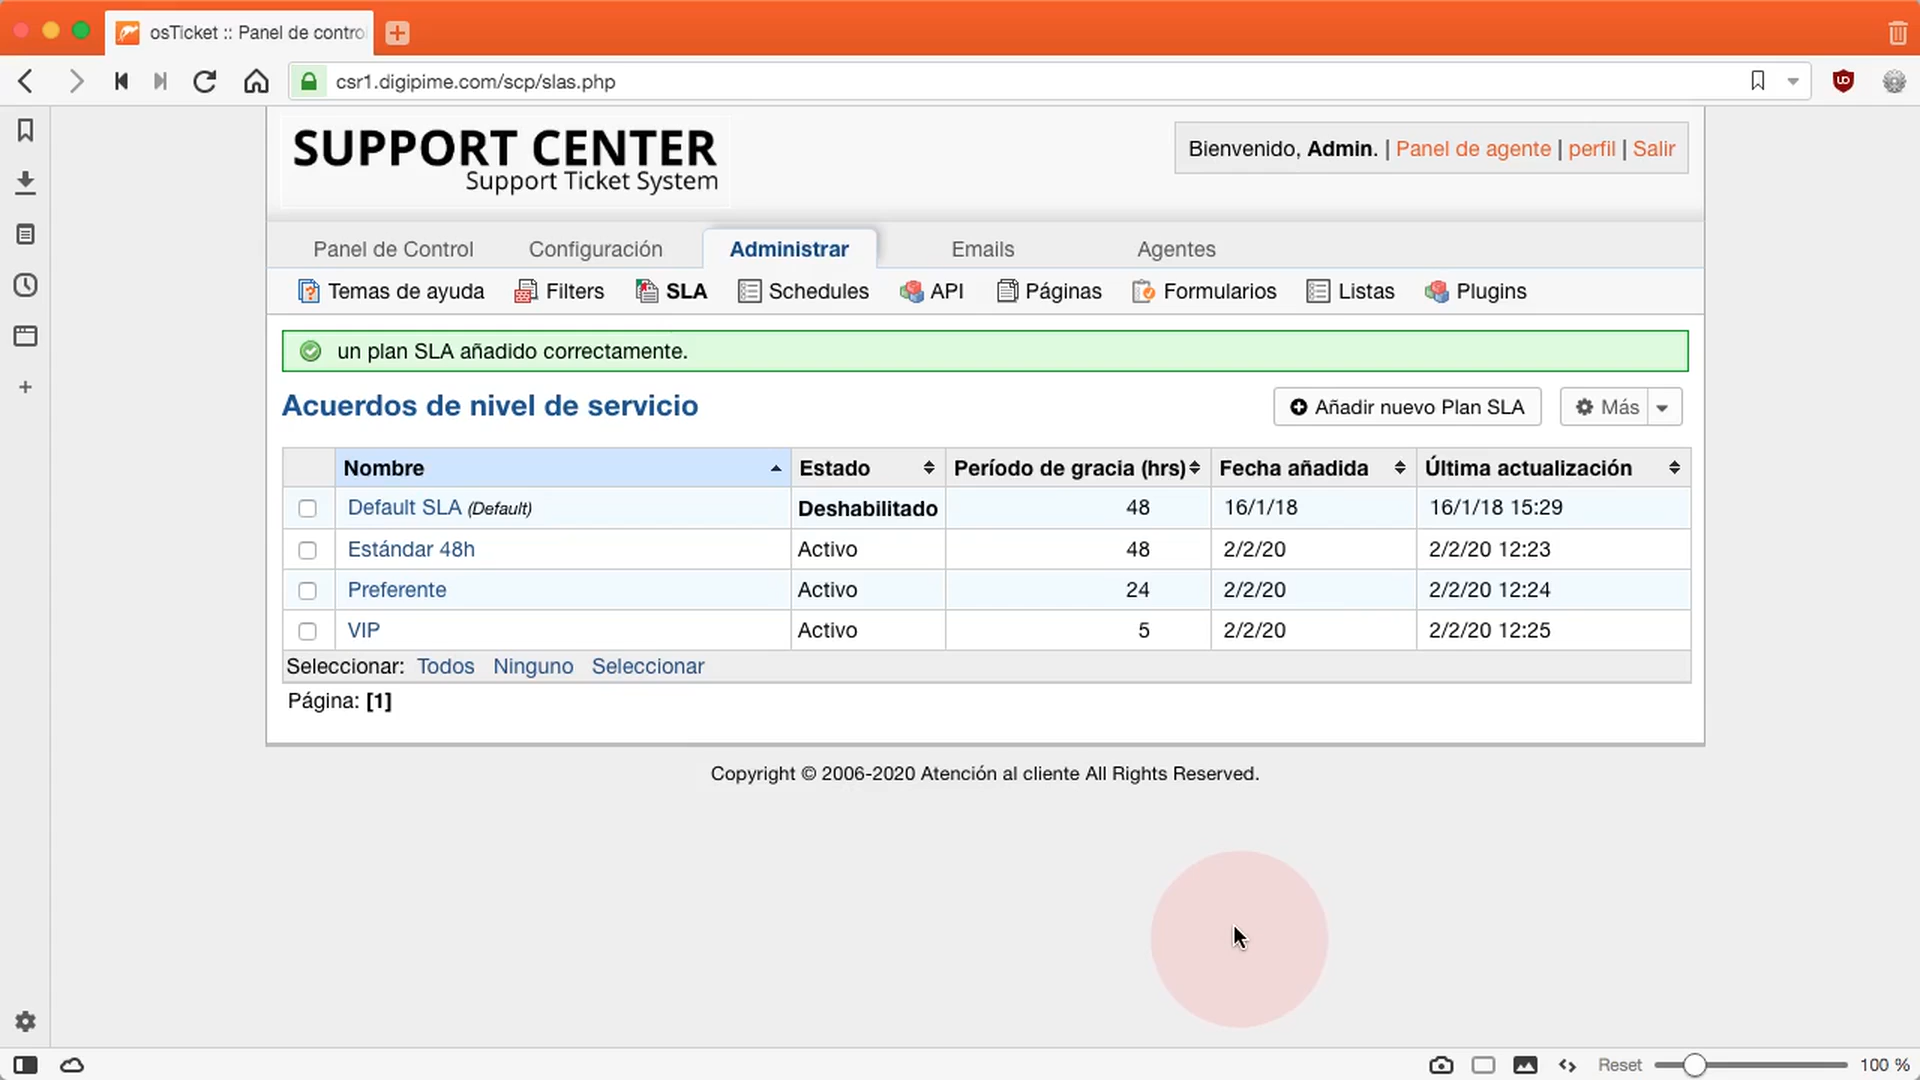 osTicket :: Panel de contro
csr1.digipime.com/scp/slas.php
SUPPORT CENTER
Support Ticket System
Bienvenido, Admin. | Panel de agente | perfil | Salir
Panel de Control Configuración Administrar Emails Agentes
Temas de ayuda Filters SLA Schedules API Páginas Formularios Listas Plugins
un plan SLA añadido correctamente.
Acuerdos de nivel de servicio
Añadir nuevo Plan SLA Más
Nombre Estado Período de gracia (hrs) Fecha añadida Última actualización
Default SLA (Default) Deshabilitado 48 16/1/18 16/1/18 15:29
Estándar 48h Activo 48 2/2/20 2/2/20 12:23
Preferente Activo 24 2/2/20 2/2/20 12:24
VIP Activo 5 2/2/20 2/2/20 12:25
Seleccionar: Todos Ninguno Seleccionar
Página: [1]
Copyright © 2006-2020 Atención al cliente All Rights Reserved.
Reset 100 %